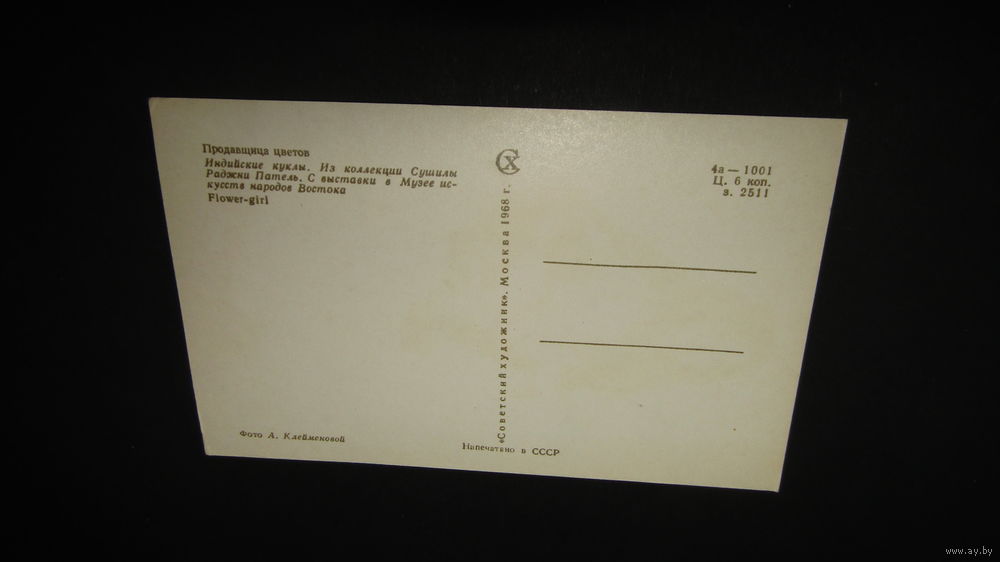 Продавщица цветов
Индийские куклы. Из коллекции Сушилы
Раджни Патель. С выставки в Музее ис-
кусств народов Востока
Flower-girl
Фото А. Клейменовой
СХ
«Советский художник». Москва 1968 г.
Напечатано в СССР
4а — 1001
Ц. 6 коп.
з. 2511
www.ay.by